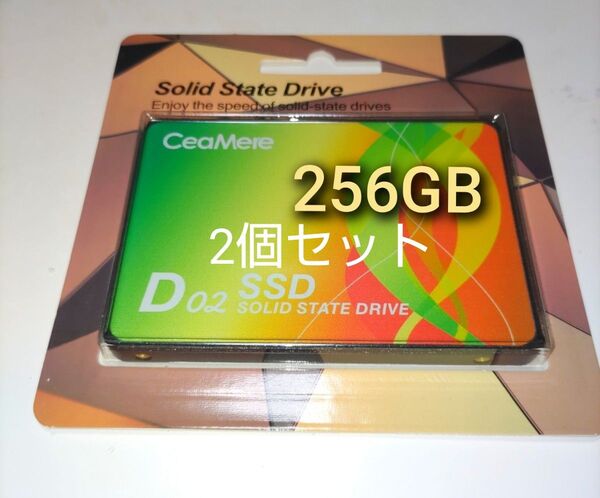 Solid State Drive
Enjoy the speed of solid-state drives
CeaMere
256GB
2個セット
D02 SSD
SOLID STATE DRIVE